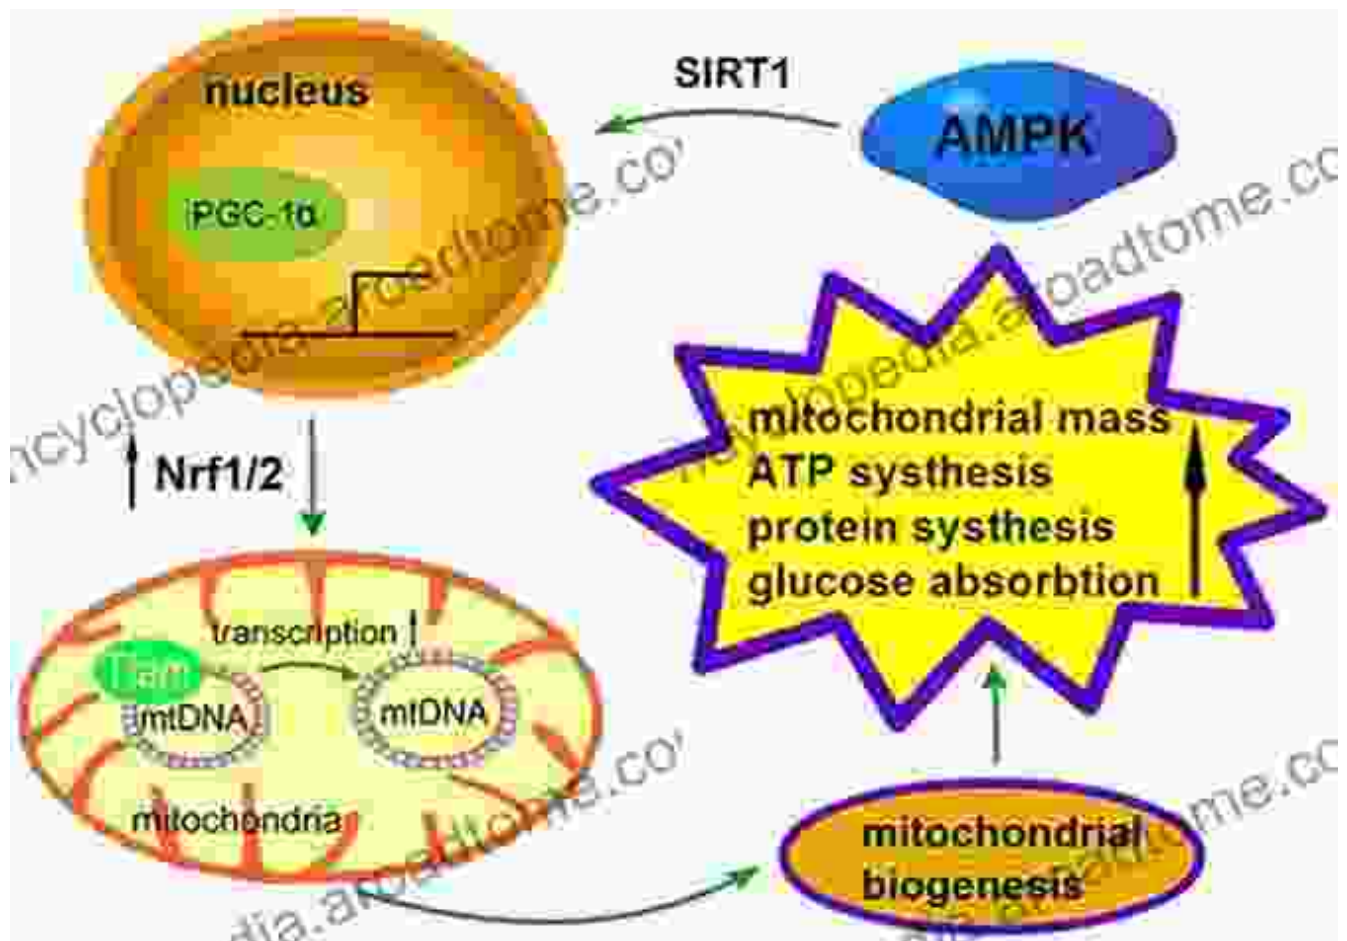 SIRT1
nucleus
AMPK
PGC-1α
mitochondrial mass
ATP systhesis
protein systhesis
glucose absorbtion
Nrf1/2
transcription
Tfam
mtDNA
mtDNA
mitochondria
mitochondrial
biogenesis